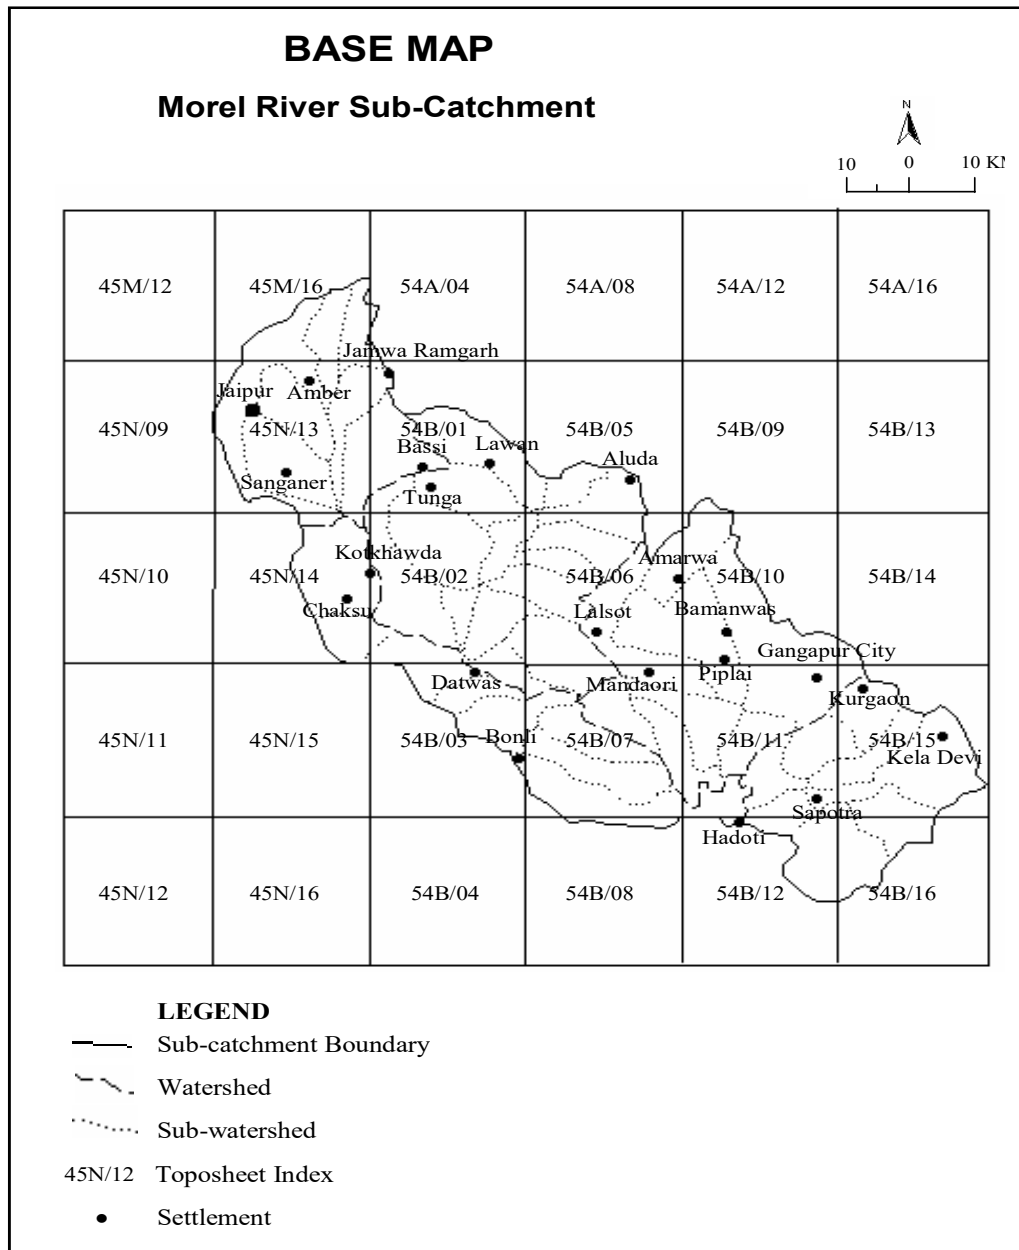 BASE MAP
Morel River Sub-Catchment
N
10 0 10 KM
45M/12 45M/16 54A/04 54A/08 54A/12 54A/16
Jamwa Ramgarh
Jaipur Amber
45N/09 45N/13 54B/01 54B/05 54B/09 54B/13
Bassi Lawan Aluda
Sanganer Tunga
Kotkhawda Amarwa
45N/10 45N/14 54B/02 54B/06 54B/10 54B/14
Chaksu Lalsot Bamanwas
Gangapur City
Datwas Mandaori Piplai
Kurgaon
45N/11 45N/15 54B/03 Bonli 54B/07 54B/11 54B/15
Kela Devi
Sapotra
Hadoti
45N/12 45N/16 54B/04 54B/08 54B/12 54B/16
LEGEND
Sub-catchment Boundary
Watershed
Sub-watershed
45N/12 Toposheet Index
Settlement